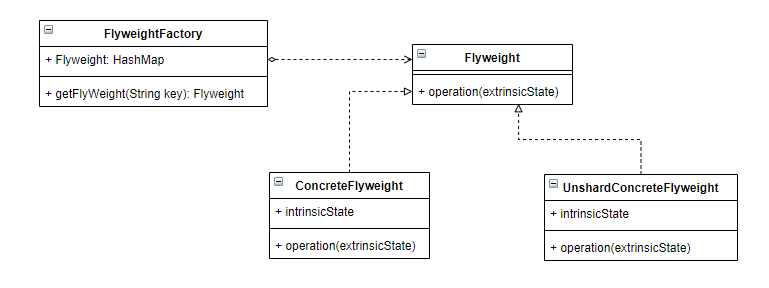 FlyweightFactory
+ Flyweight: HashMap
+ getFlyWeight(String key): Flyweight
Flyweight
+ operation(extrinsicState)
ConcreteFlyweight
+ intrinsicState
+ operation(extrinsicState)
UnshardConcreteFlyweight
+ intrinsicState
+ operation(extrinsicState)